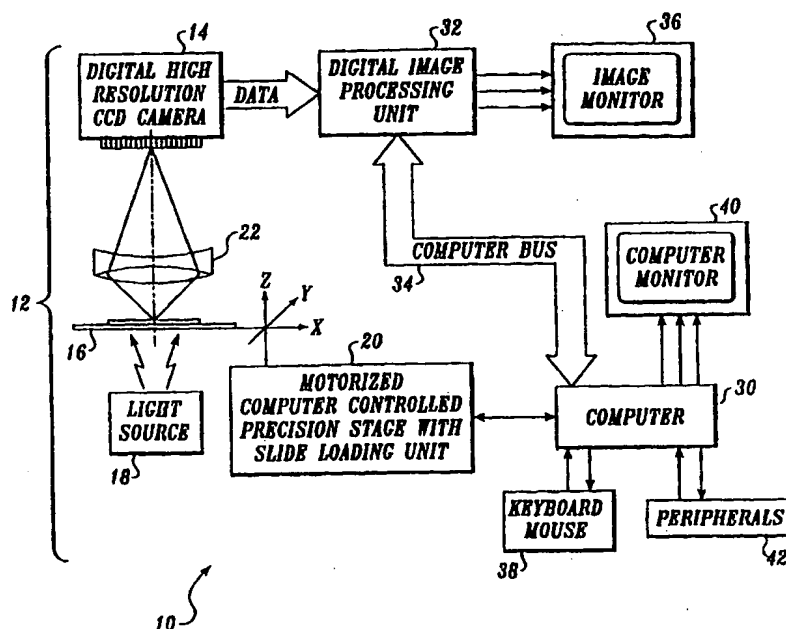 14
DIGITAL HIGH
RESOLUTION
CCD CAMERA
DATA
32
DIGITAL IMAGE
PROCESSING
UNIT
36
IMAGE
MONITOR
22
12
COMPUTER BUS
34
40
COMPUTER
MONITOR
Z
Y
X
16
20
MOTORIZED
COMPUTER CONTROLLED
PRECISION STAGE WITH
SLIDE LOADING UNIT
LIGHT
SOURCE
18
30
COMPUTER
KEYBOARD
MOUSE
38
PERIPHERALS
42
10